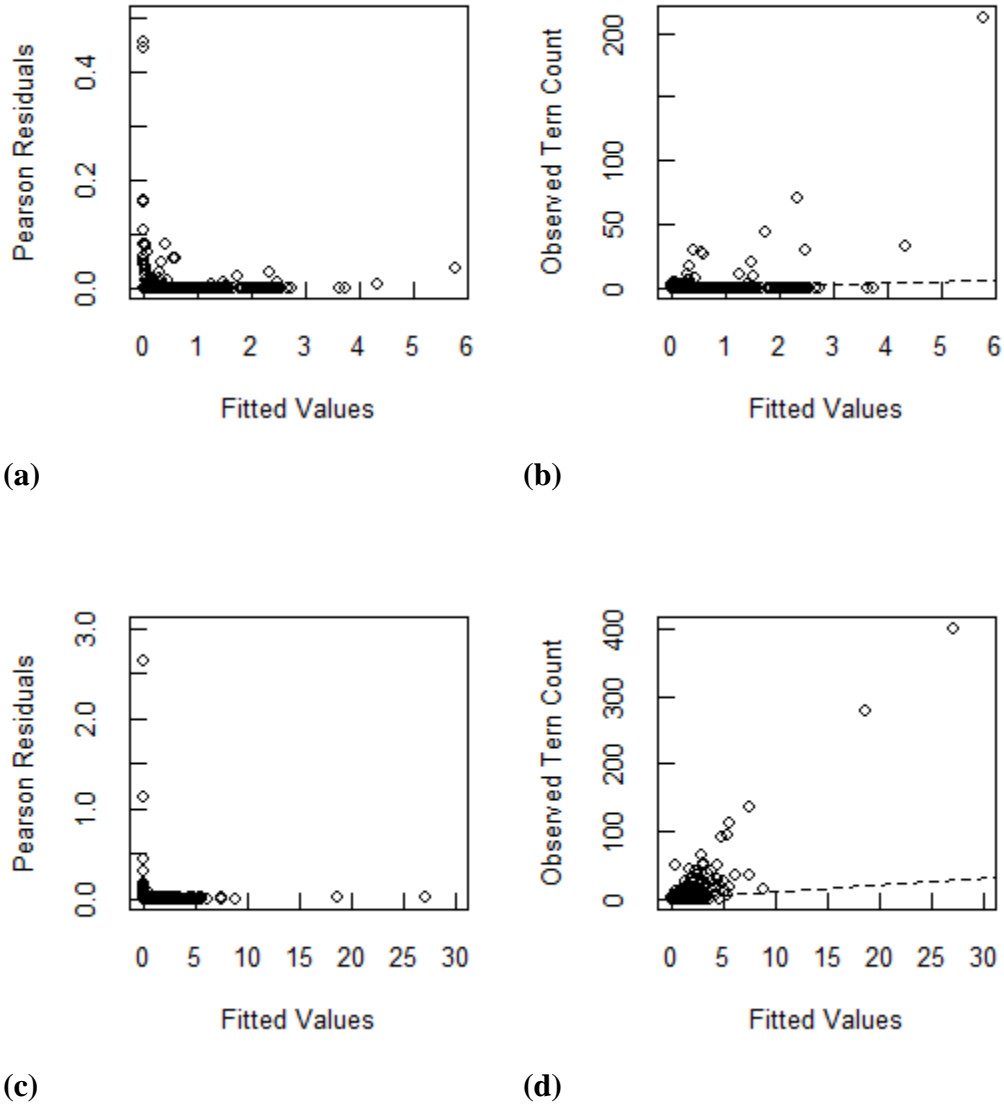 Pearson Residuals
0.0 0.2 0.4
0 1 2 3 4 5 6
Fitted Values
(a)
Observed Tern Count
0 50 100 200
0 1 2 3 4 5 6
Fitted Values
(b)
Pearson Residuals
0.0 1.0 2.0 3.0
0 5 10 15 20 25 30
Fitted Values
(c)
Observed Tern Count
0 100 200 300 400
0 5 10 15 20 25 30
Fitted Values
(d)